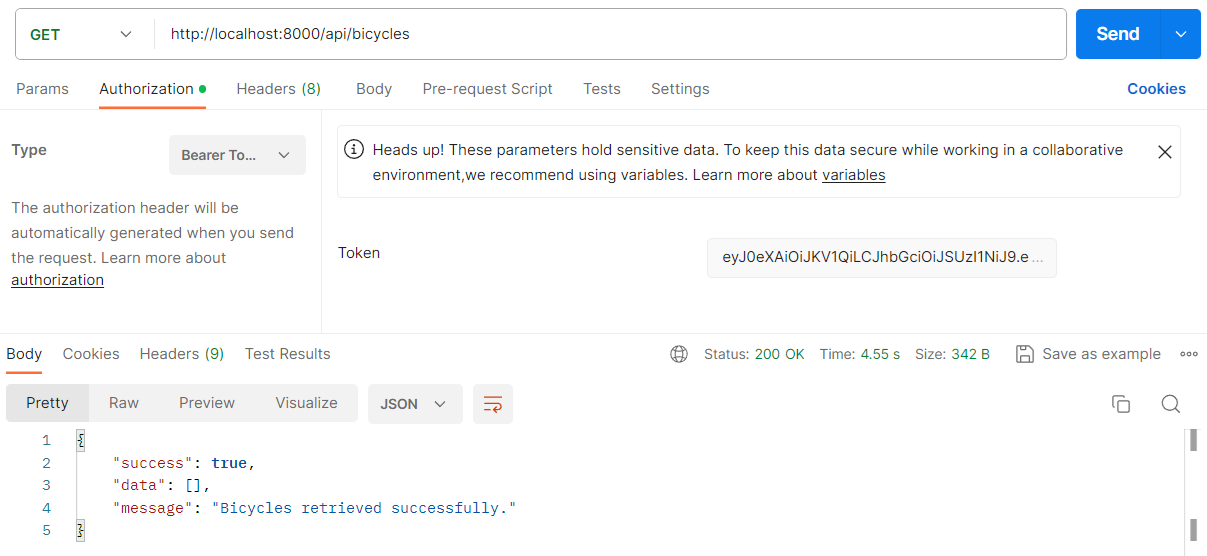 GET http://localhost:8000/api/bicycles Send
Params Authorization Headers (8) Body Pre-request Script Tests Settings Cookies
Type Bearer To...
The authorization header will be
automatically generated when you send
the request. Learn more about
authorization
Heads up! These parameters hold sensitive data. To keep this data secure while working in a collaborative
environment,we recommend using variables. Learn more about variables
Token eyJ0eXAiOiJKV1QiLCJhbGciOiJSUzI1NiJ9.e ...
Body Cookies Headers (9) Test Results Status: 200 OK Time: 4.55 s Size: 342 B Save as example
Pretty Raw Preview Visualize JSON
1 {
2 "success": true,
3 "data": [],
4 "message": "Bicycles retrieved successfully."
5 }